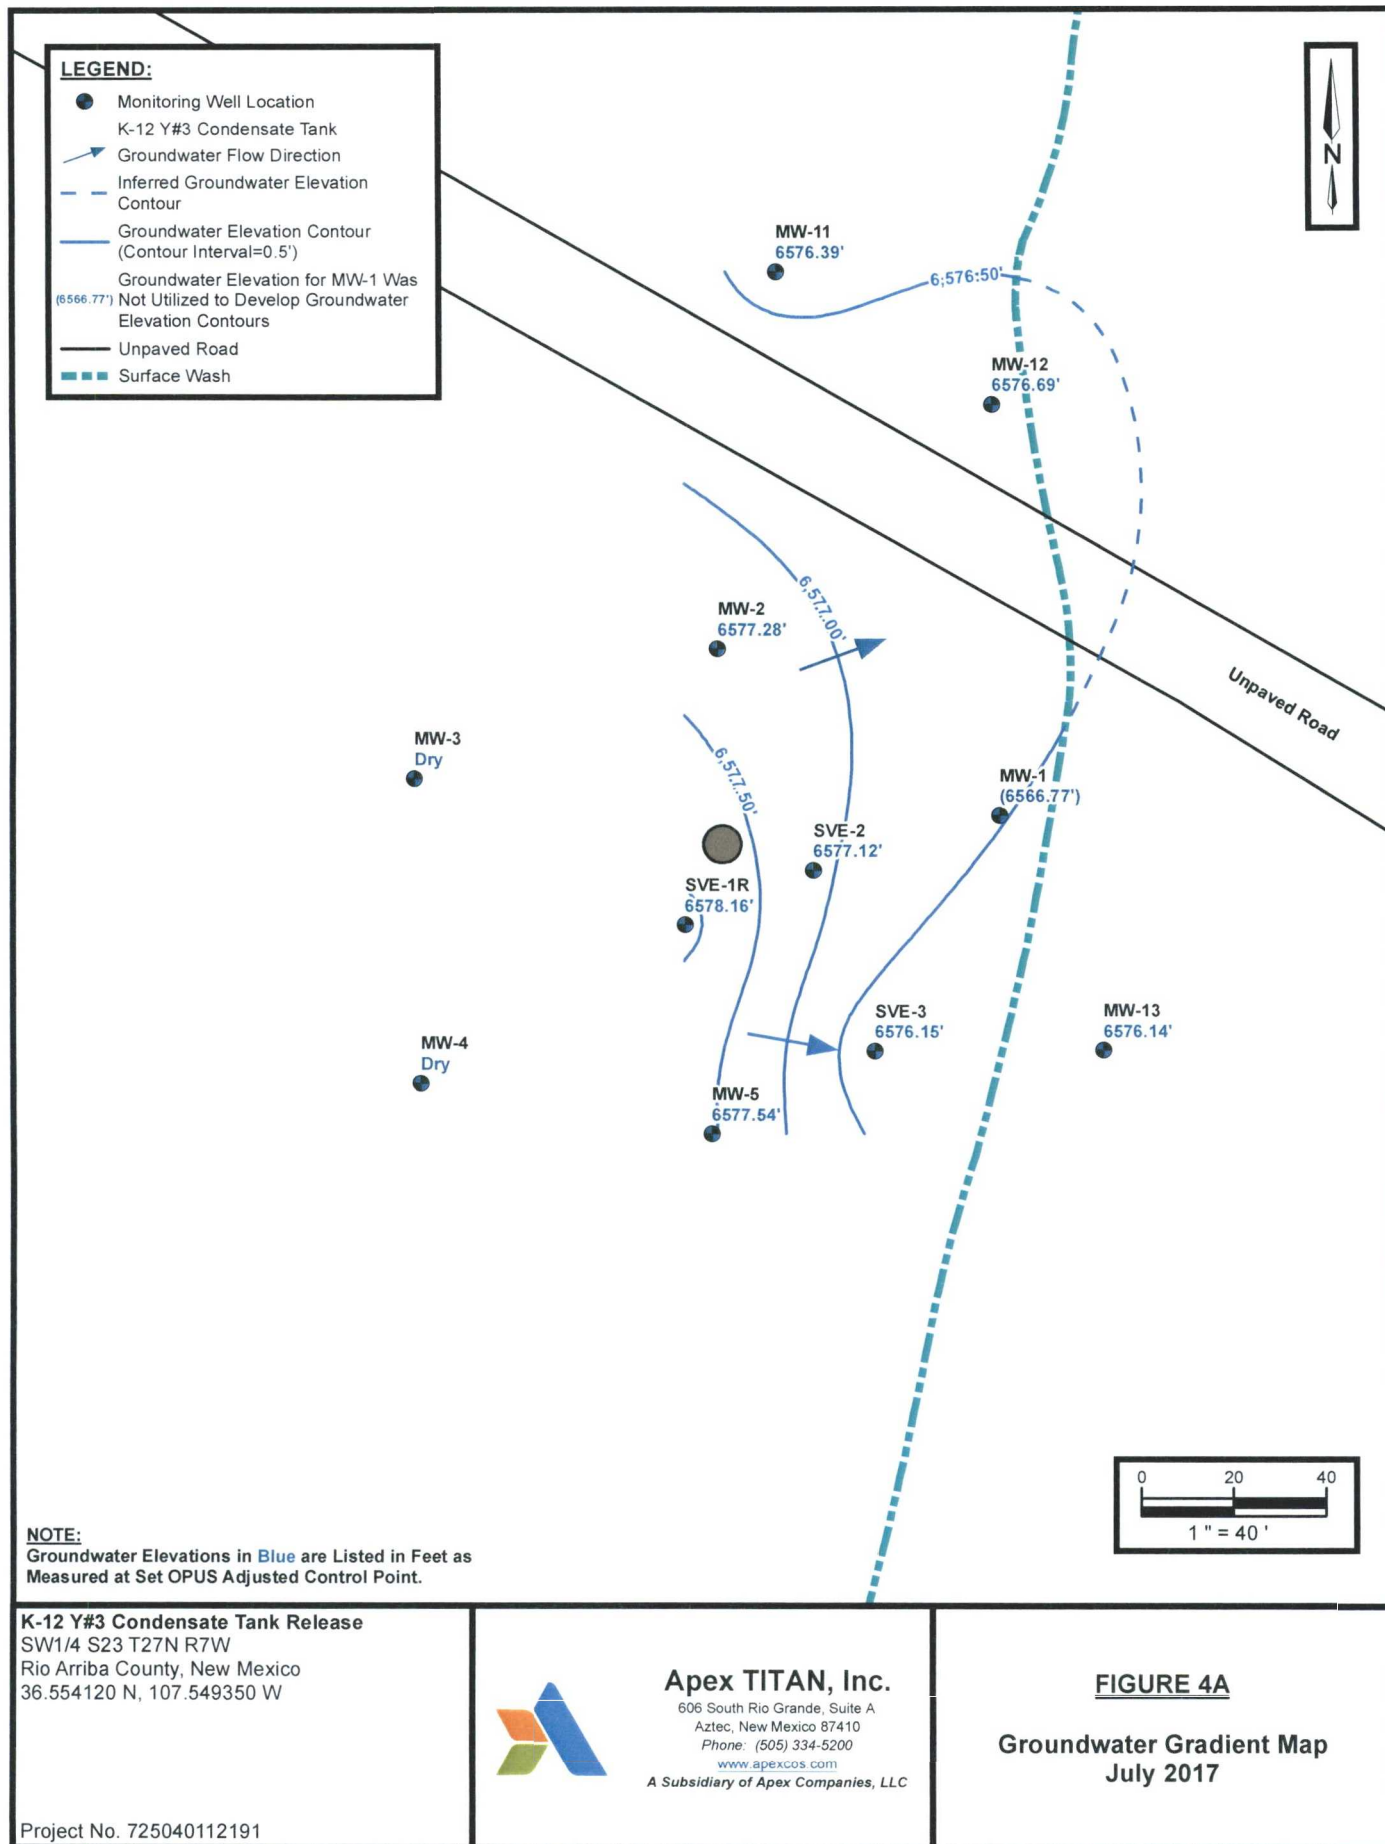 LEGEND:
Monitoring Well Location
K-12 Y#3 Condensate Tank
Groundwater Flow Direction
Inferred Groundwater Elevation
Contour
Groundwater Elevation Contour
(Contour Interval=0.5')
Groundwater Elevation for MW-1 Was
(6566.77') Not Utilized to Develop Groundwater
Elevation Contours
Unpaved Road
Surface Wash
N
MW-11
6576.39'
6,576.50'
MW-12
6576.69'
6,577.00'
MW-2
6577.28'
Unpaved Road
MW-3
Dry
6,577.50'
MW-1
(6566.77')
SVE-2
6577.12'
SVE-1R
6578.16'
SVE-3
6576.15'
MW-13
6576.14'
MW-4
Dry
MW-5
6577.54'
0 20 40
1 " = 40 '
NOTE:
Groundwater Elevations in Blue are Listed in Feet as
Measured at Set OPUS Adjusted Control Point.
K-12 Y#3 Condensate Tank Release
SW1/4 S23 T27N R7W
Rio Arriba County, New Mexico
36.554120 N, 107.549350 W
Project No. 725040112191
Apex TITAN, Inc.
606 South Rio Grande, Suite A
Aztec, New Mexico 87410
Phone: (505) 334-5200
www.apexcos.com
A Subsidiary of Apex Companies, LLC
FIGURE 4A
Groundwater Gradient Map
July 2017